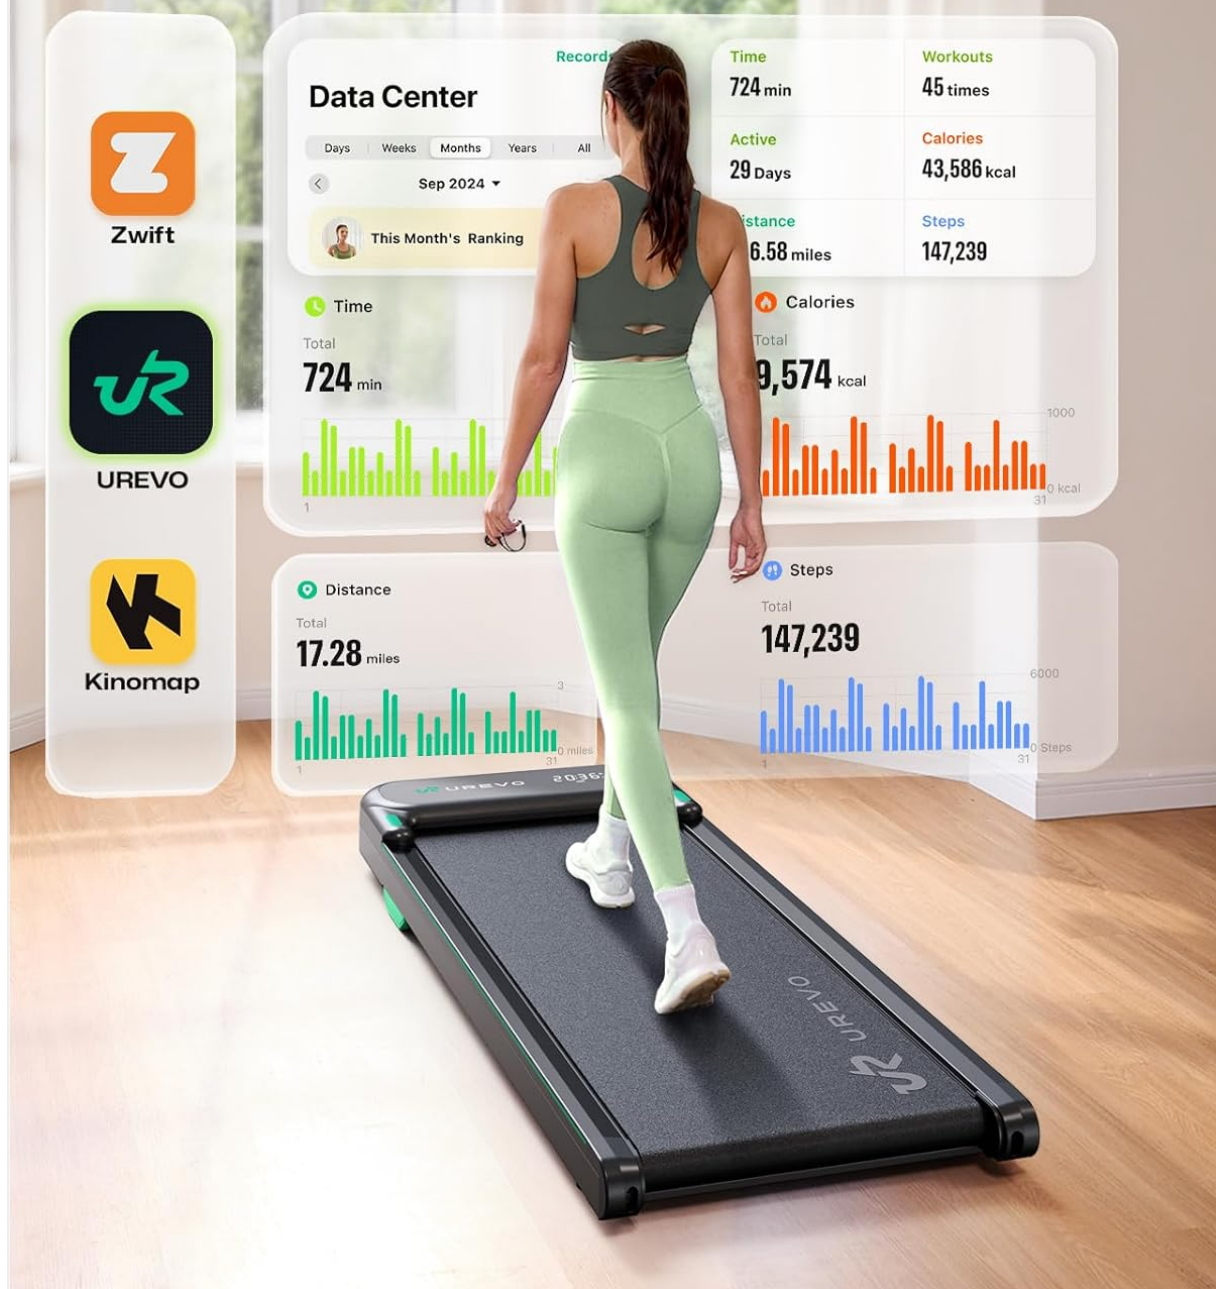 Zwift
UREVO
Kinomap
Records
Data Center
Days Weeks Months Years All
Sep 2024
This Month's Ranking
Time
724 min
Workouts
45 times
Active
29 Days
Calories
43,586 kcal
istance
6.58 miles
Steps
147,239
Time
Total
724 min
1
Calories
Total
9,574 kcal
1000
0 kcal
31
Distance
Total
17.28 miles
3
0 miles
1
31
Steps
Total
147,239
6000
0 Steps
1
31
UREVO
UREVO